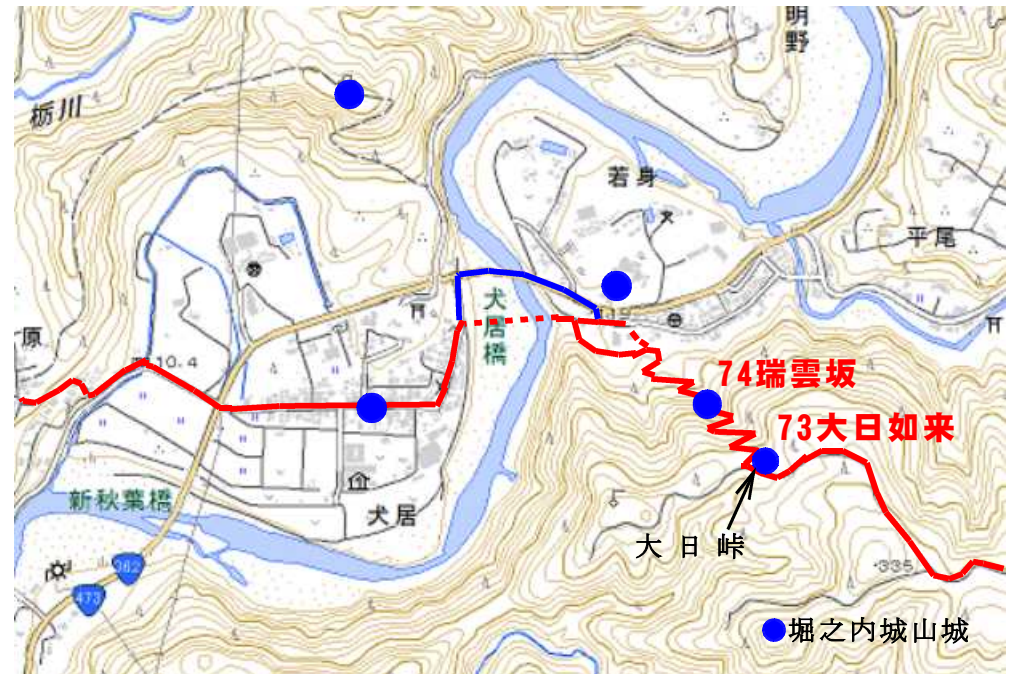 明野
栃川
若身
平尾
犬居橋
原
110.4
74瑞雲坂
73大日如来
新秋葉橋
犬居
大日峠
335
362
473
堀之内城山城